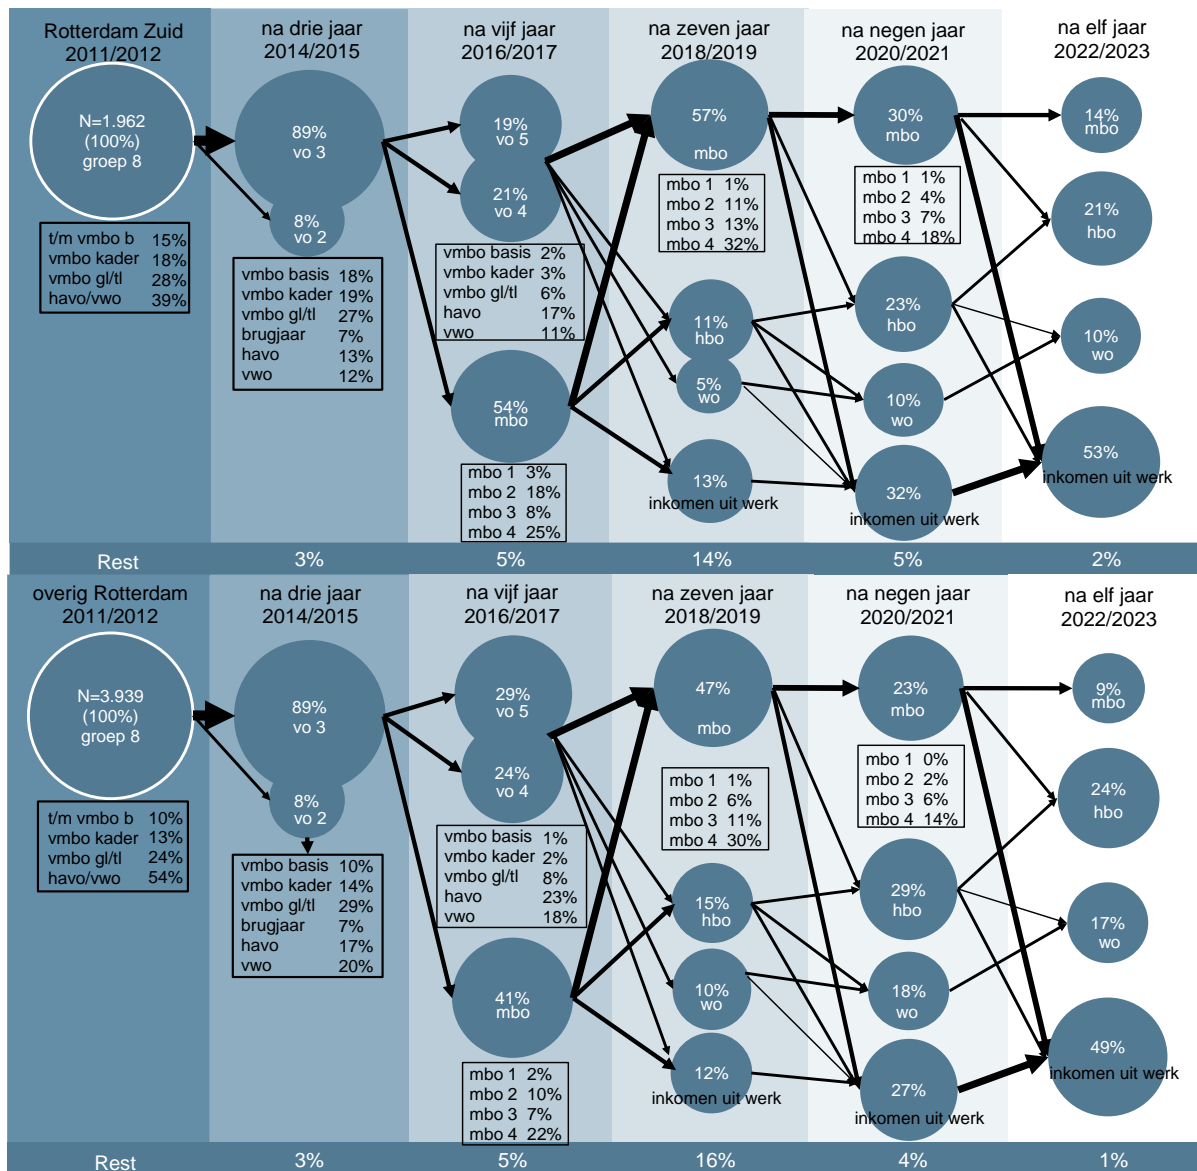 Rotterdam Zuid
2011/2012
N=1.962
(100%)
groep 8
t/m vmbo b 15%
vmbo kader 18%
vmbo gl/tl 28%
havo/vwo 39%
na drie jaar
2014/2015
89%
vo 3
8%
vo 2
vmbo basis 18%
vmbo kader 19%
vmbo gl/tl 27%
brugjaar 7%
havo 13%
vwo 12%
na vijf jaar
2016/2017
19%
vo 5
21%
vo 4
vmbo basis 2%
vmbo kader 3%
vmbo gl/tl 6%
havo 17%
vwo 11%
54%
mbo
mbo 1 3%
mbo 2 18%
mbo 3 8%
mbo 4 25%
na zeven jaar
2018/2019
57%
mbo
mbo 1 1%
mbo 2 11%
mbo 3 13%
mbo 4 32%
11%
hbo
5%
wo
13%
inkomen uit werk
na negen jaar
2020/2021
30%
mbo
mbo 1 1%
mbo 2 4%
mbo 3 7%
mbo 4 18%
23%
hbo
10%
wo
32%
inkomen uit werk
na elf jaar
2022/2023
14%
mbo
21%
hbo
10%
wo
53%
inkomen uit werk
Rest 3% 5% 14% 5% 2%
overig Rotterdam
2011/2012
N=3.939
(100%)
groep 8
t/m vmbo b 10%
vmbo kader 13%
vmbo gl/tl 24%
havo/vwo 54%
na drie jaar
2014/2015
89%
vo 3
8%
vo 2
vmbo basis 10%
vmbo kader 14%
vmbo gl/tl 29%
brugjaar 7%
havo 17%
vwo 20%
na vijf jaar
2016/2017
29%
vo 5
24%
vo 4
vmbo basis 1%
vmbo kader 2%
vmbo gl/tl 8%
havo 23%
vwo 18%
41%
mbo
mbo 1 2%
mbo 2 10%
mbo 3 7%
mbo 4 22%
na zeven jaar
2018/2019
47%
mbo
mbo 1 1%
mbo 2 6%
mbo 3 11%
mbo 4 30%
15%
hbo
10%
wo
12%
inkomen uit werk
na negen jaar
2020/2021
23%
mbo
mbo 1 0%
mbo 2 2%
mbo 3 6%
mbo 4 14%
29%
hbo
18%
wo
27%
inkomen uit werk
na elf jaar
2022/2023
9%
mbo
24%
hbo
17%
wo
49%
inkomen uit werk
Rest 3% 5% 16% 4% 1%